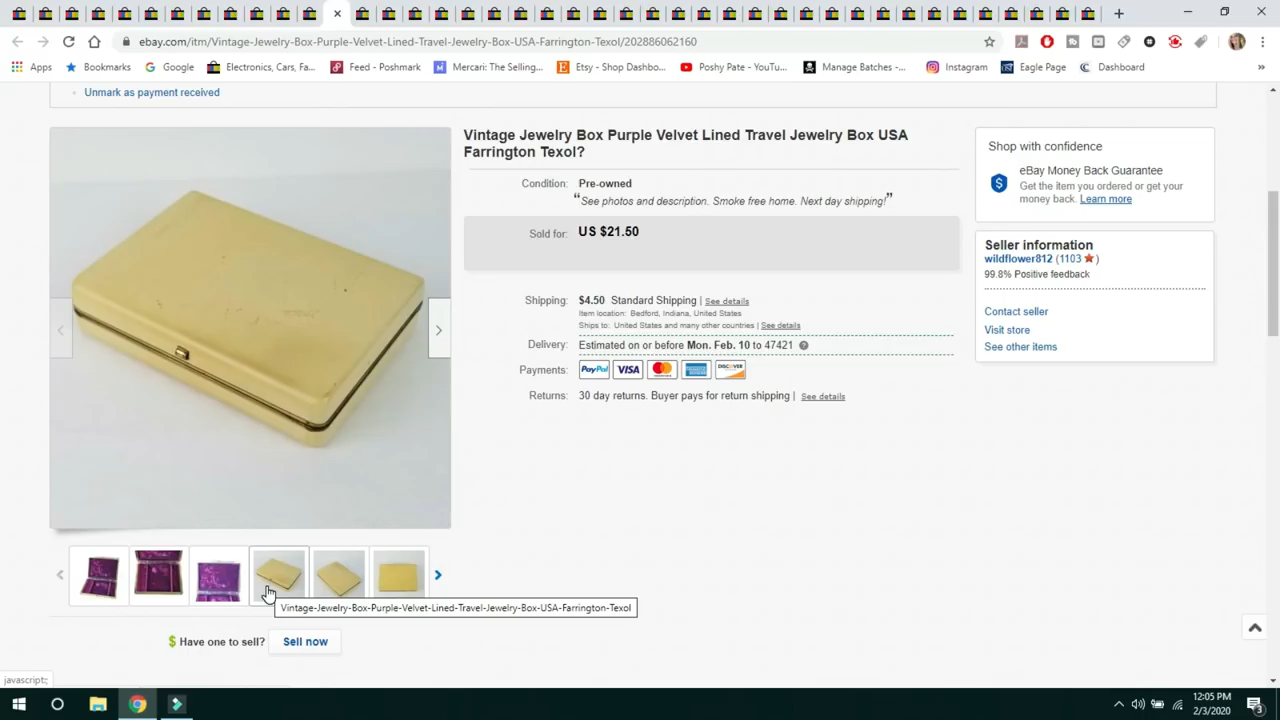 ebay.com/itm/Vintage-Jewelry-Box-Purple-Velvet-Lined-Travel-Jewelry-Box-USA-Farrington-Texol/202886062160
Apps Bookmarks Google Electronics, Cars, Fa... Feed - Poshmark Mercari: The Selling... Etsy - Shop Dashbo... Poshy Pate - YouTu... Manage Batches -... Instagram Eagle Page Dashboard »
Unmark as payment received
Vintage Jewelry Box Purple Velvet Lined Travel Jewelry Box USA
Farrington Texol?
Condition: Pre-owned
“See photos and description. Smoke free home. Next day shipping!”
Sold for: US $21.50
Shipping: $4.50 Standard Shipping | See details
Item location: Bedford, Indiana, United States
Ships to: United States and many other countries | See details
Delivery: Estimated on or before Mon. Feb. 10 to 47421
Payments: PayPal VISA MasterCard AMERICAN EXPRESS DISCOVER
Returns: 30 day returns. Buyer pays for return shipping | See details
Shop with confidence
eBay Money Back Guarantee
Get the item you ordered or get your
money back. Learn more
Seller information
wildflower812 (1103 ★)
99.8% Positive feedback
Contact seller
Visit store
See other items
Vintage-Jewelry-Box-Purple-Velvet-Lined-Travel-Jewelry-Box-USA-Farrington-Texol
Have one to sell? Sell now
javascript:;
12:05 PM
2/3/2020
3